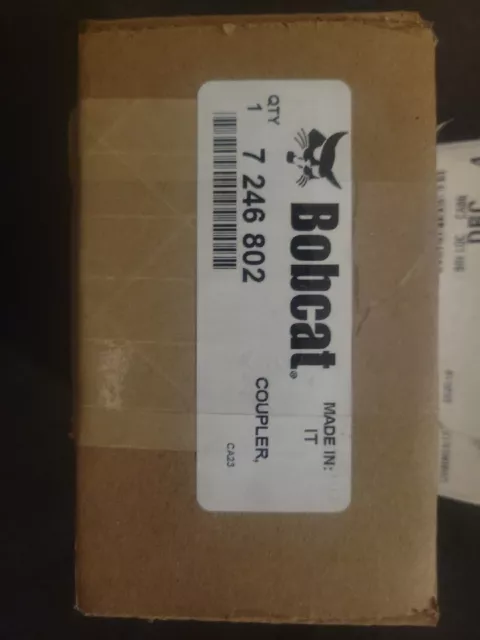 Bobcat®
MADE IN:
IT
QTY
1
7 246 802
COUPLER,
CA23